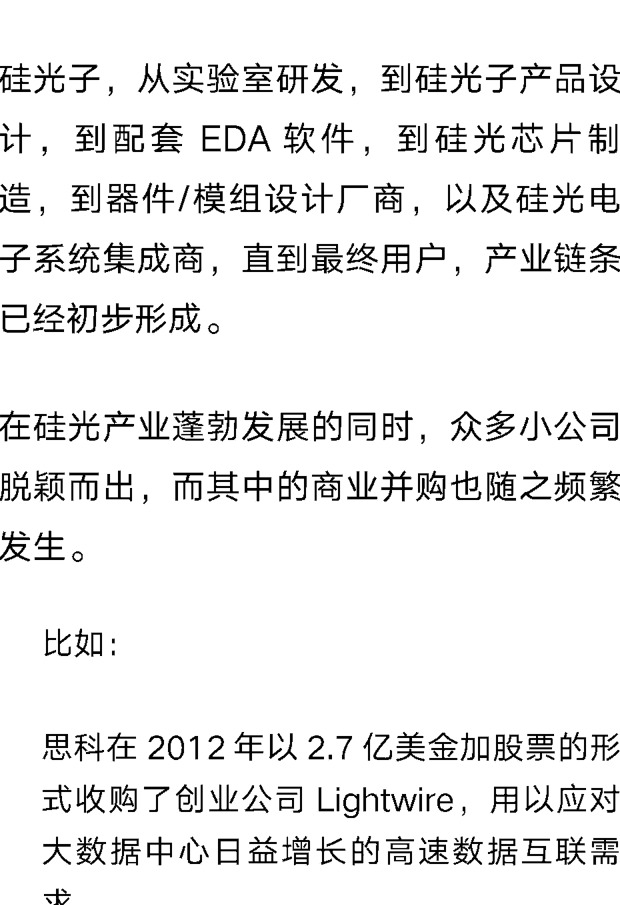 硅光子，从实验室研发，到硅光子产品设
计，到配套 EDA 软件，到硅光芯片制
造，到器件/模组设计厂商，以及硅光电
子系统集成商，直到最终用户，产业链条
已经初步形成。
在硅光产业蓬勃发展的同时，众多小公司
脱颖而出，而其中的商业并购也随之频繁
发生。
比如：
思科在 2012 年以 2.7 亿美金加股票的形
式收购了创业公司 Lightwire，用以应对
大数据中心日益增长的高速数据互联需
求